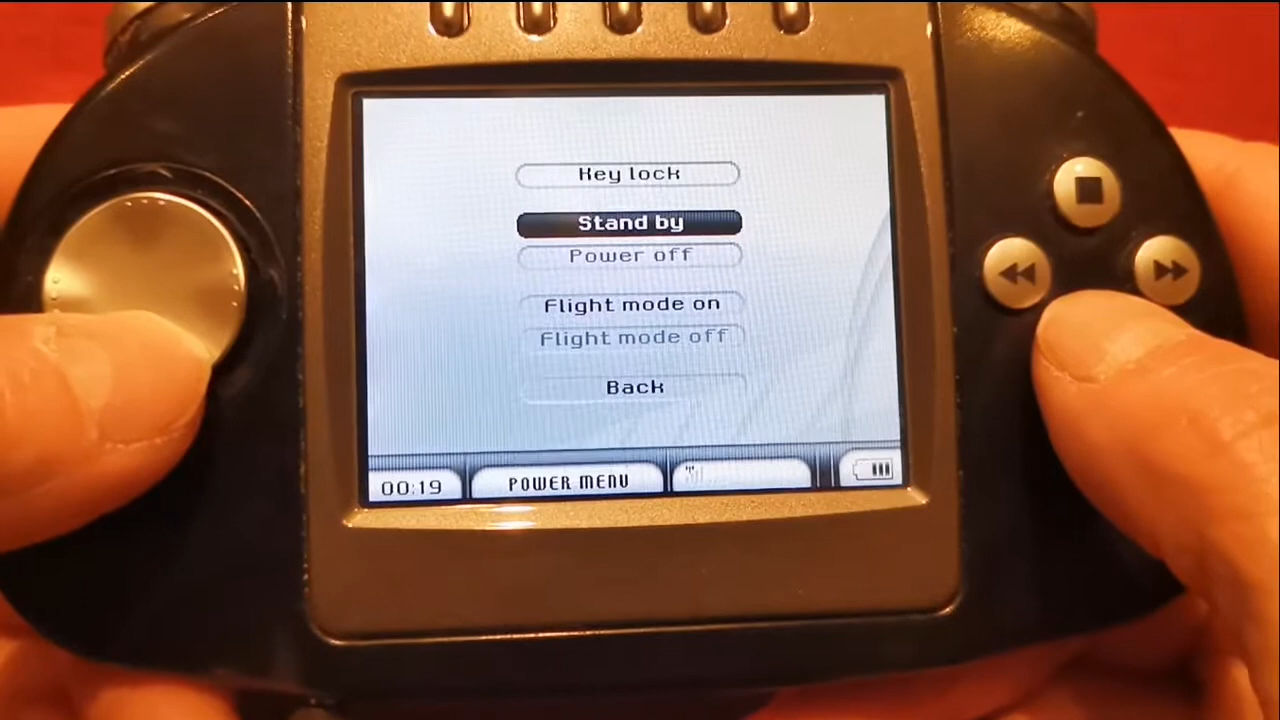 Key lock
Stand by
Power off
Flight mode on
Flight mode off
Back
00:19
POWER MENU